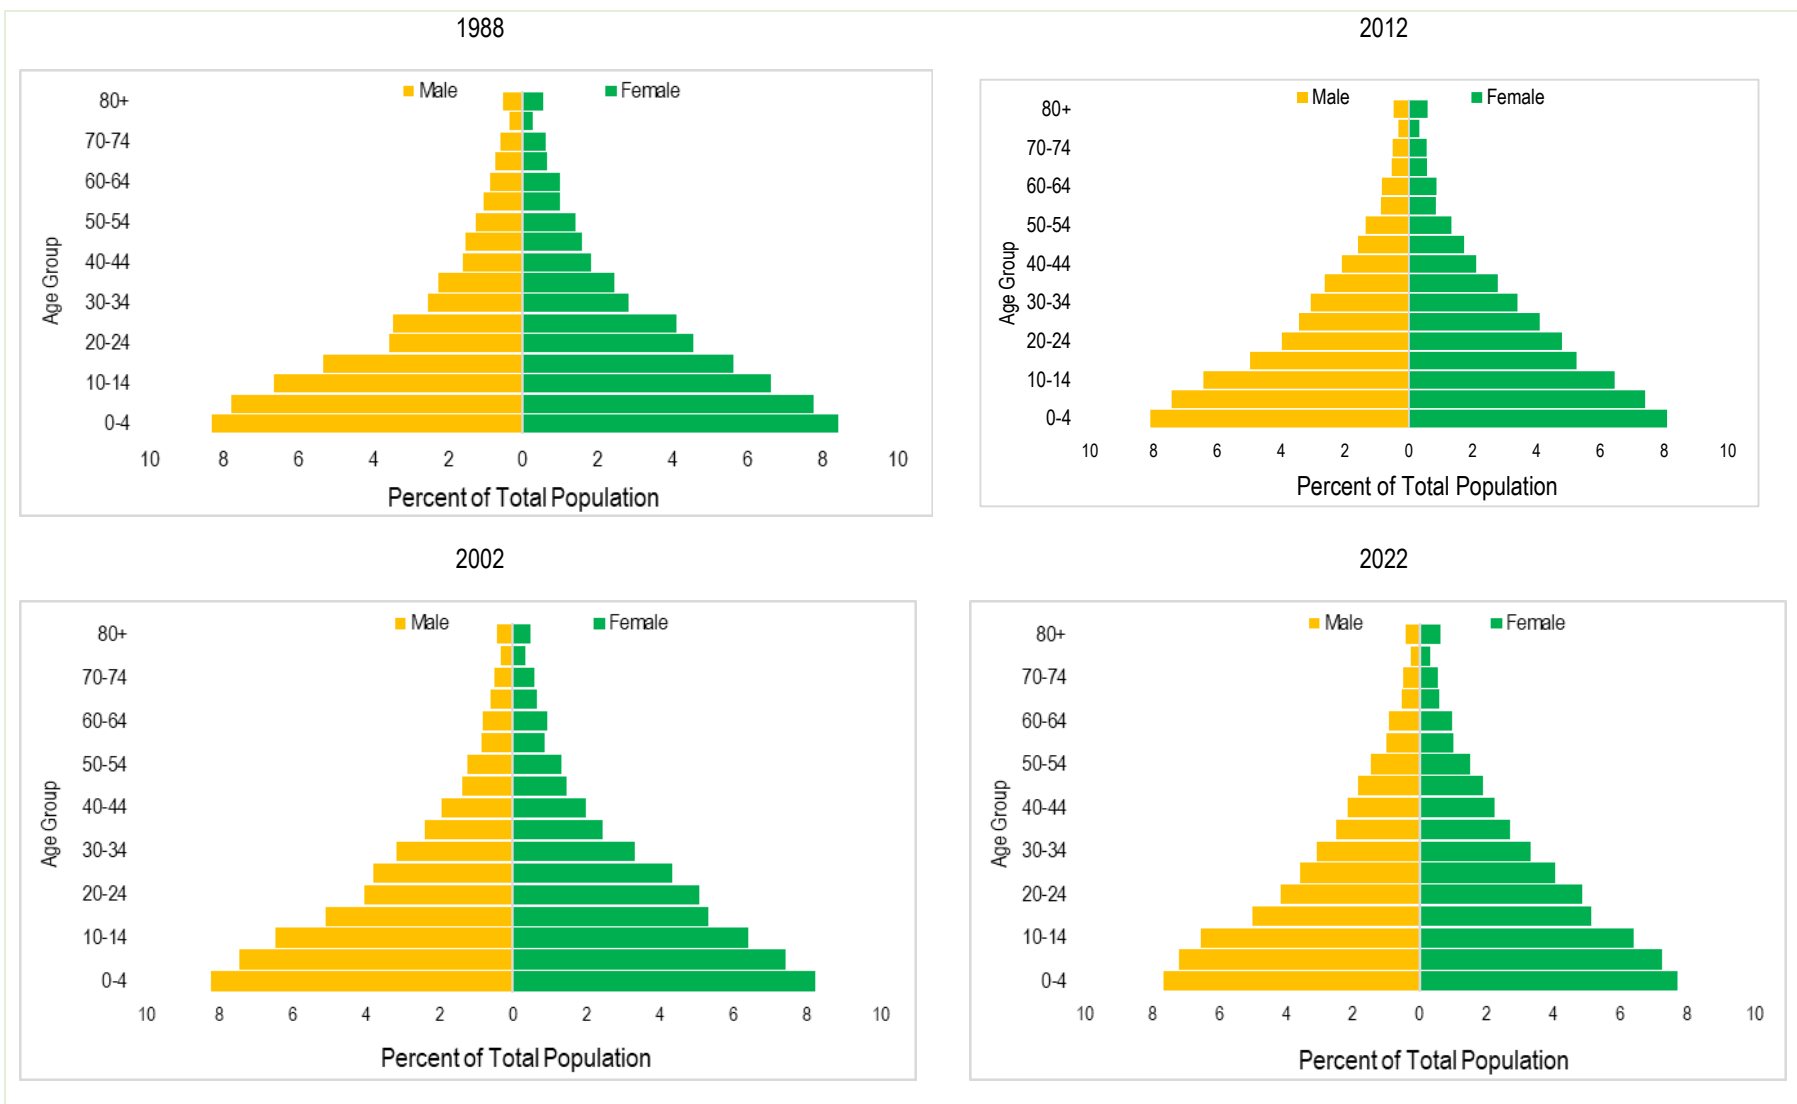 1988
Male Female
80+
70-74
60-64
50-54
40-44
30-34
20-24
10-14
0-4
Age Group
10 8 6 4 2 0 2 4 6 8 10
Percent of Total Population
2012
Male Female
80+
70-74
60-64
50-54
40-44
30-34
20-24
10-14
0-4
Age Group
10 8 6 4 2 0 2 4 6 8 10
Percent of Total Population
2002
Male Female
80+
70-74
60-64
50-54
40-44
30-34
20-24
10-14
0-4
Age Group
10 8 6 4 2 0 2 4 6 8 10
Percent of Total Population
2022
Male Female
80+
70-74
60-64
50-54
40-44
30-34
20-24
10-14
0-4
Age Group
10 8 6 4 2 0 2 4 6 8 10
Percent of Total Population